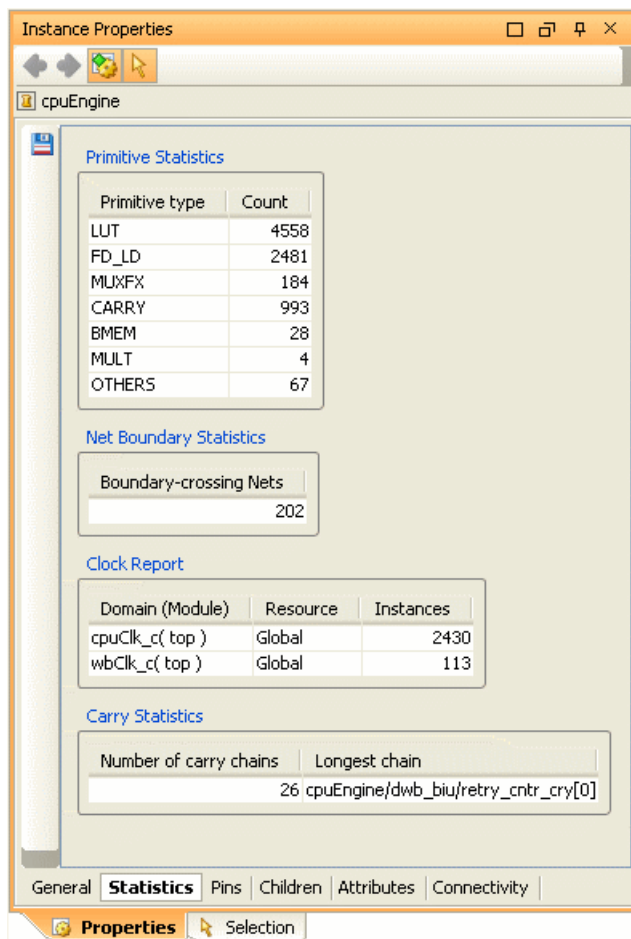 Instance Properties
cpuEngine
Primitive Statistics
Primitive type Count
LUT 4558
FD_LD 2481
MUXFX 184
CARRY 993
BMEM 28
MULT 4
OTHERS 67
Net Boundary Statistics
Boundary-crossing Nets
202
Clock Report
Domain (Module) Resource Instances
cpuClk_c( top ) Global 2430
wbClk_c( top ) Global 113
Carry Statistics
Number of carry chains Longest chain
26 cpuEngine/dwb_biu/retry_cntr_cry[0]
General Statistics Pins Children Attributes Connectivity
Properties Selection